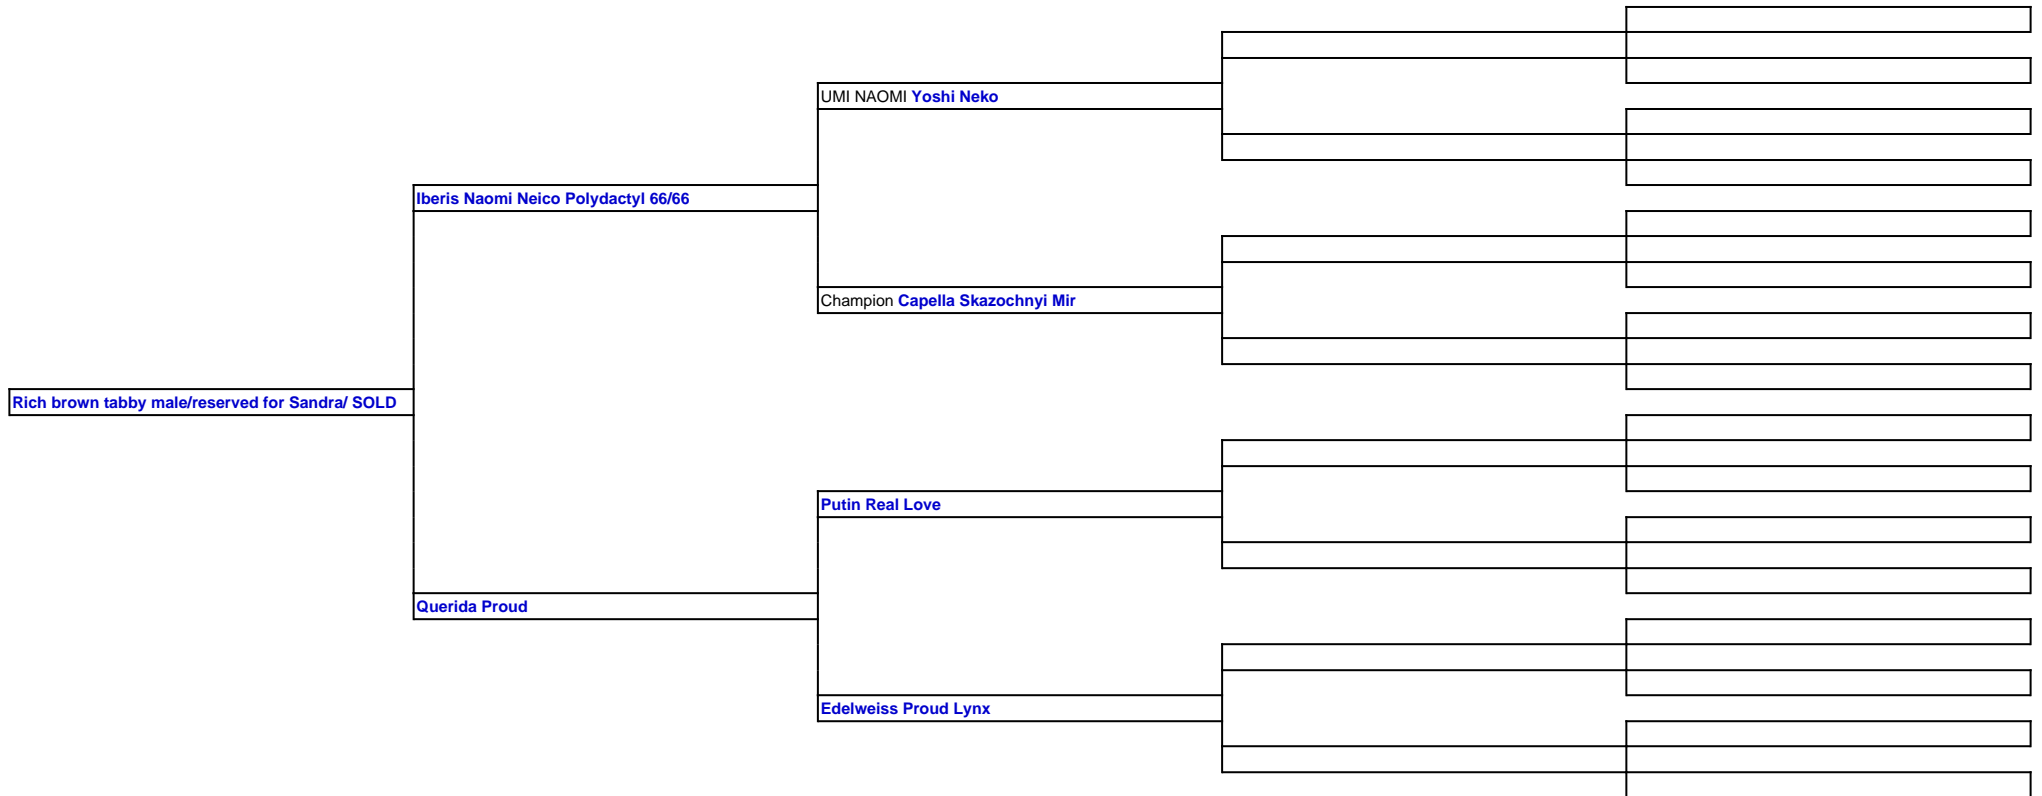 UMI NAOMI Yoshi Neko
Iberis Naomi Neico Polydactyl 66/66
Champion Capella Skazochnyi Mir
Rich brown tabby male/reserved for Sandra/ SOLD
Putin Real Love
Querida Proud
Edelweiss Proud Lynx